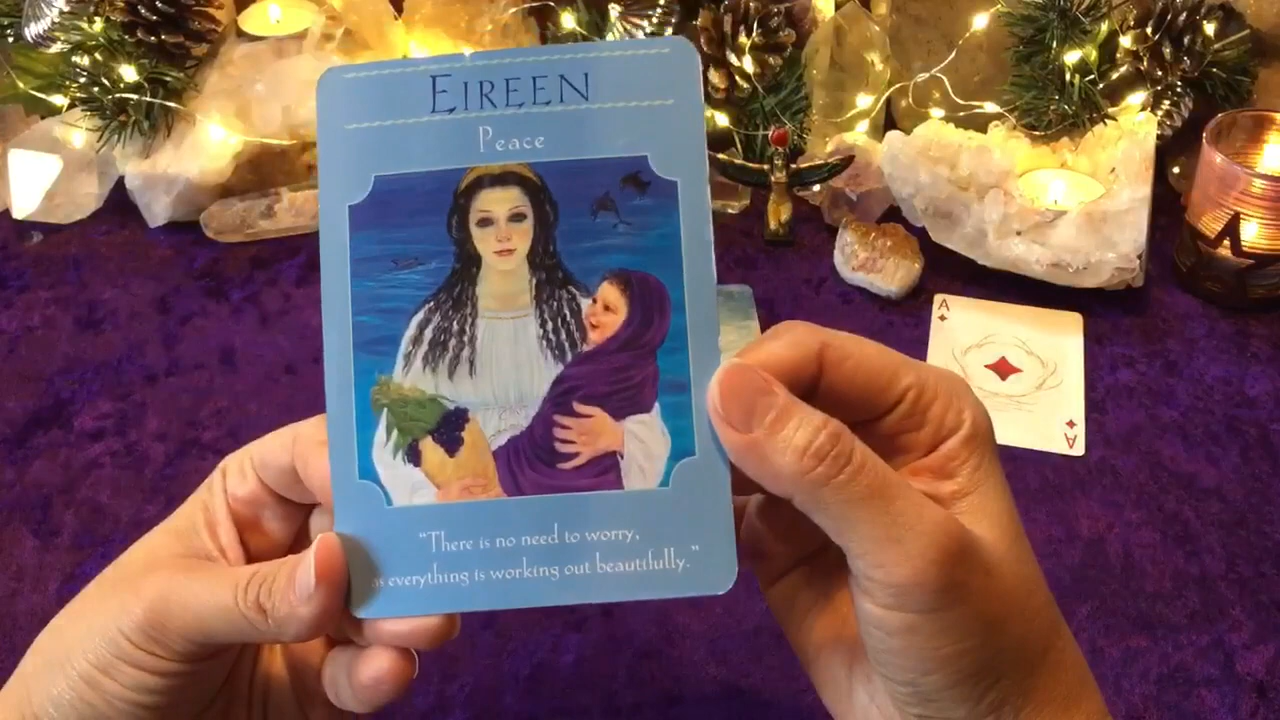 EIREEN
Peace
“There is no need to worry,
as everything is working out beautifully.”
A
A